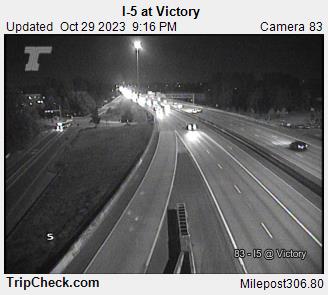 I-5 at Victory
Updated Oct 29 2023 9:16 PM Camera 83
T
S
83 - I5 @ Victory
TripCheck.com Milepost306.80